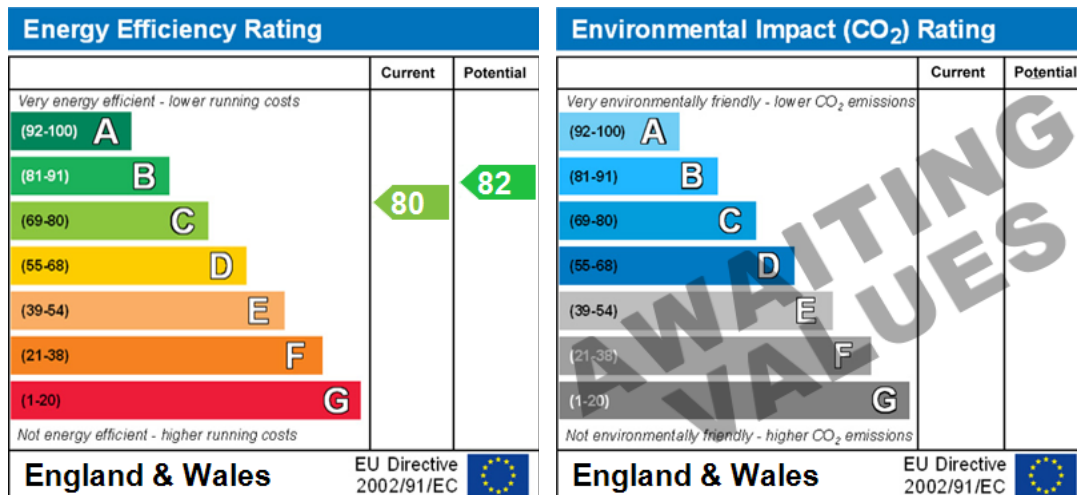 Energy Efficiency Rating
Current Potential
Very energy efficient - lower running costs
(92-100) A
(81-91) B
(69-80) C
(55-68) D
(39-54) E
(21-38) F
(1-20) G
80
82
Not energy efficient - higher running costs
England & Wales
EU Directive
2002/91/EC
Environmental Impact (CO₂) Rating
Current Potential
Very environmentally friendly - lower CO₂ emissions
(92-100) A
(81-91) B
(69-80) C
(55-68) D
(39-54) E
(21-38) F
(1-20) G
AWAITING
VALUES
Not environmentally friendly - higher CO₂ emissions
England & Wales
EU Directive
2002/91/EC